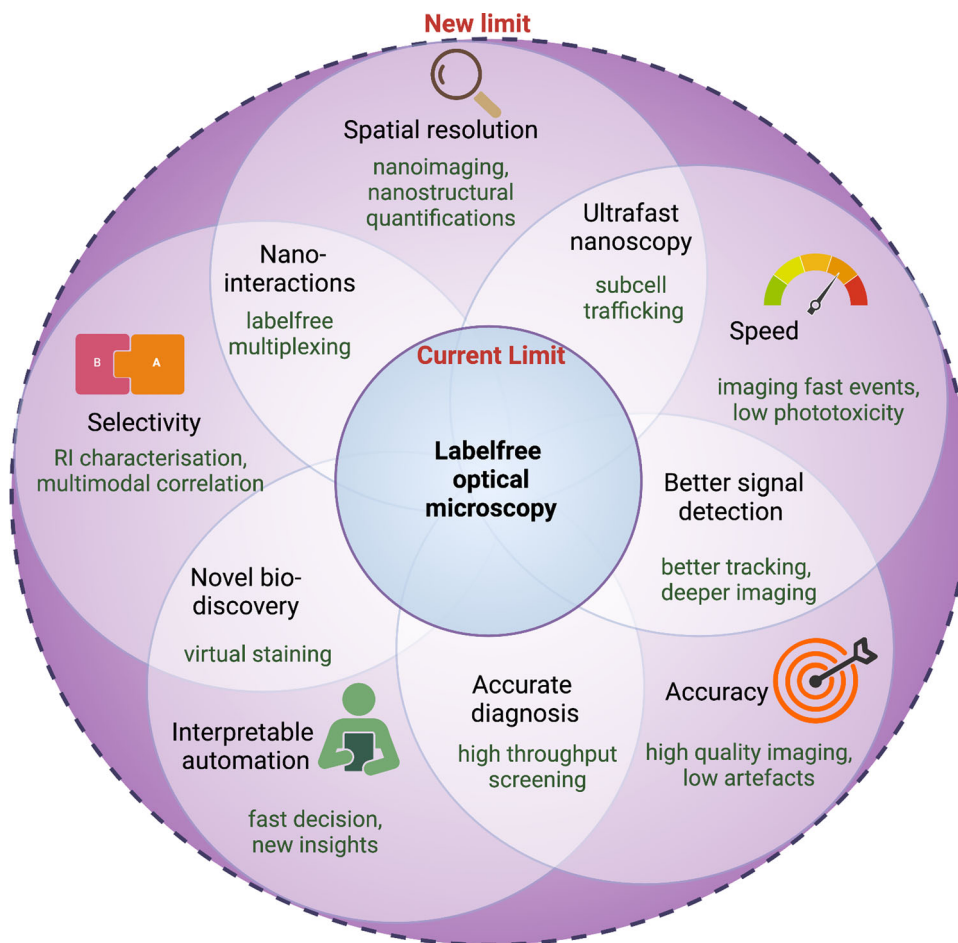 New limit
Spatial resolution
nanoimaging,
nanostructural
quantifications
Ultrafast
nanoscopy
subcell
trafficking
Nano-
interactions
labelfree
multiplexing
Speed
imaging fast events,
low phototoxicity
B
A
Selectivity
RI characterisation,
multimodal correlation
Current Limit
Labelfree
optical
microscopy
Better signal
detection
better tracking,
deeper imaging
Novel bio-
discovery
virtual staining
Accurate
diagnosis
high throughput
screening
Accuracy
high quality imaging,
low artefacts
Interpretable
automation
fast decision,
new insights